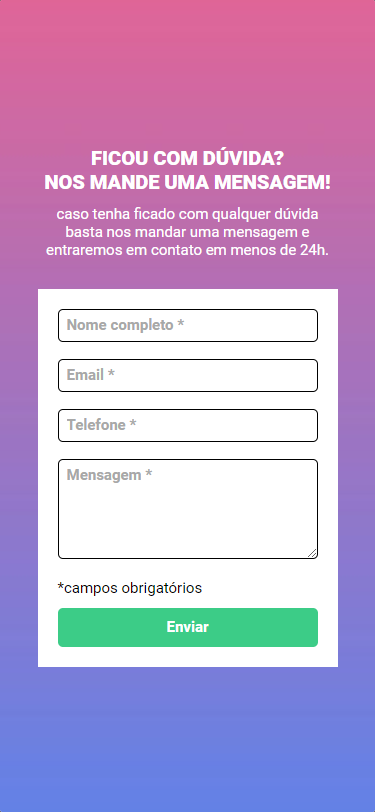 FICOU COM DÚVIDA?
NOS MANDE UMA MENSAGEM!
caso tenha ficado com qualquer dúvida
basta nos mandar uma mensagem e
entraremos em contato em menos de 24h.
Nome completo *
Email *
Telefone *
Mensagem *
*campos obrigatórios
Enviar